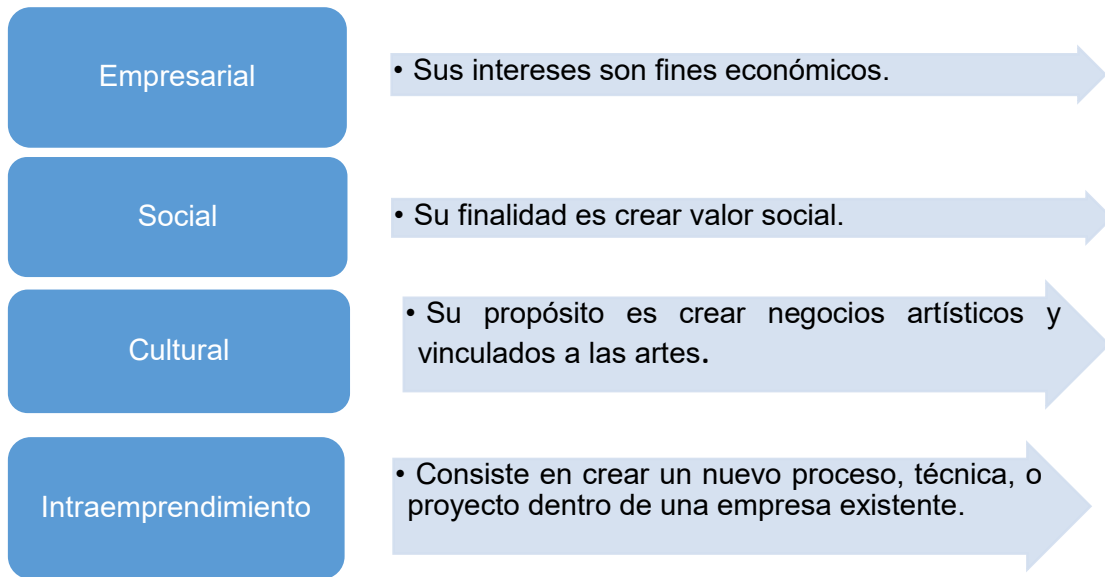 Empresarial
• Sus intereses son fines económicos.
Social
• Su finalidad es crear valor social.
Cultural
• Su propósito es crear negocios artísticos y
vinculados a las artes.
Intraemprendimiento
• Consiste en crear un nuevo proceso, técnica, o
proyecto dentro de una empresa existente.